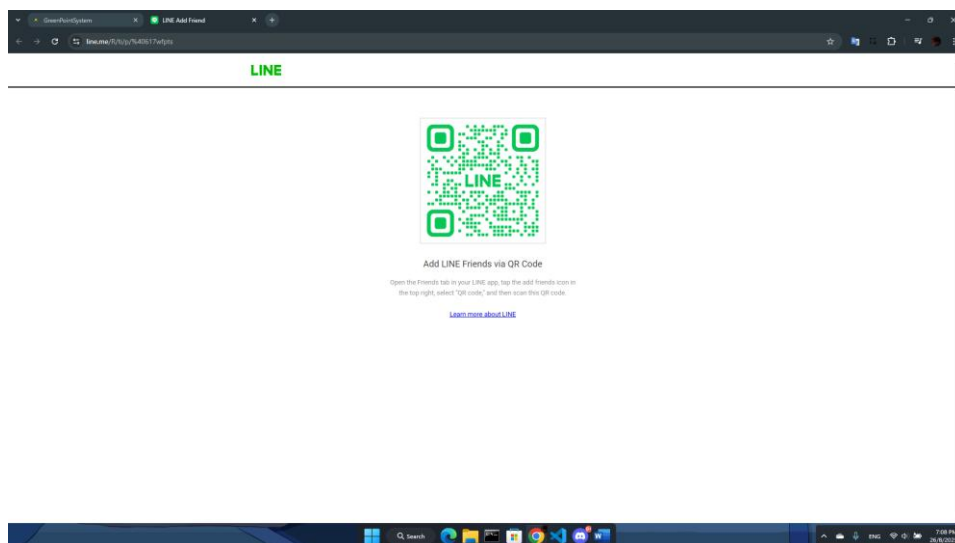 GreenPointSystem
LINE Add Friend
line.me/R/ti/p/%40617wfpts
LINE
LINE
Add LINE Friends via QR Code
Open the Friends tab in your LINE app, tap the add friends icon in
the top right, select "QR code," and then scan this QR code.
Learn more about LINE
Search
ENG
7:08 PM